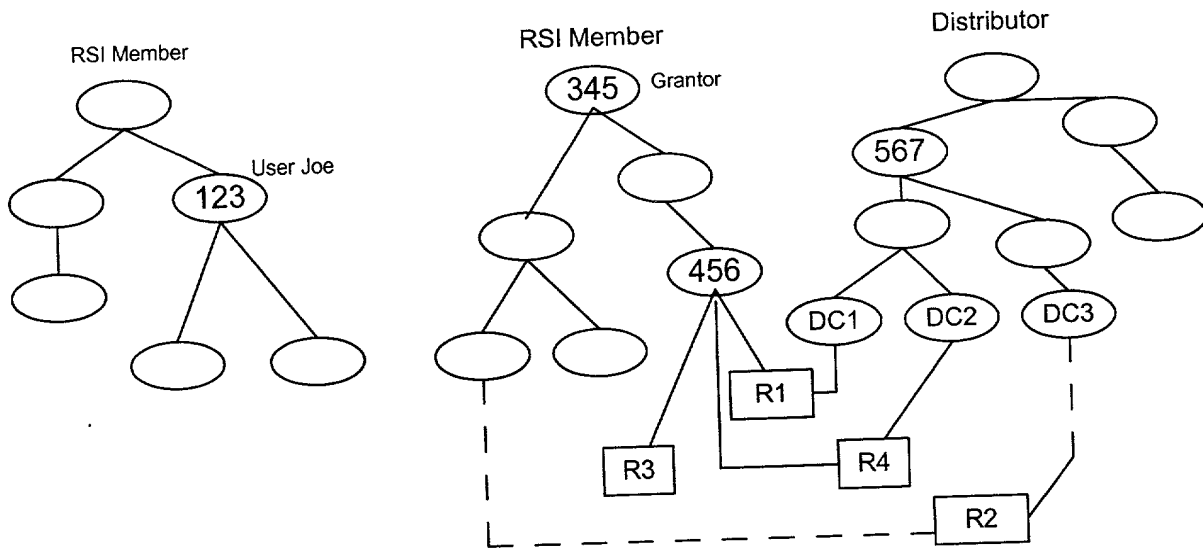 RSI Member
User Joe
123
RSI Member
345
Grantor
456
Distributor
567
DC1
DC2
DC3
R1
R3
R4
R2